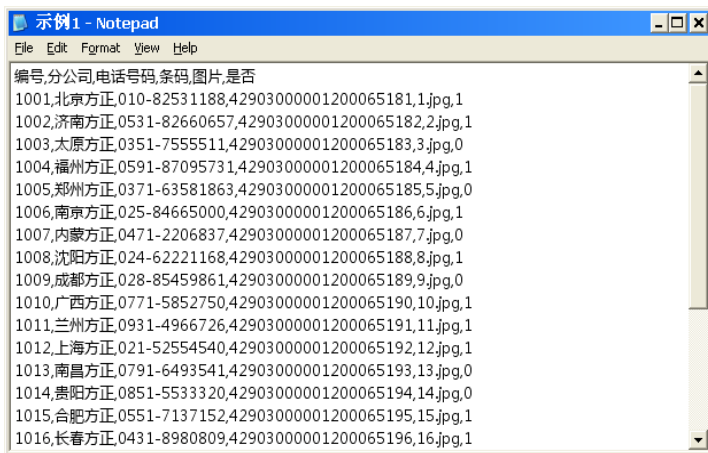 示例1 - Notepad
File Edit Format View Help
编号,分公司,电话号码,条码,图片,是否
1001,北京方正,010-82531188,42903000001200065181,1.jpg,1
1002,济南方正,0531-82660657,42903000001200065182,2.jpg,1
1003,太原方正,0351-7555511,42903000001200065183,3.jpg,0
1004,福州方正,0591-87095731,42903000001200065184,4.jpg,1
1005,郑州方正,0371-63581863,42903000001200065185,5.jpg,0
1006,南京方正,025-84665000,42903000001200065186,6.jpg,1
1007,内蒙方正,0471-2206837,42903000001200065187,7.jpg,0
1008,沈阳方正,024-62221168,42903000001200065188,8.jpg,1
1009,成都方正,028-85459861,42903000001200065189,9.jpg,0
1010,广西方正,0771-5852750,42903000001200065190,10.jpg,1
1011,兰州方正,0931-4966726,42903000001200065191,11.jpg,1
1012,上海方正,021-52554540,42903000001200065192,12.jpg,1
1013,南昌方正,0791-6493541,42903000001200065193,13.jpg,0
1014,贵阳方正,0851-5533320,42903000001200065194,14.jpg,0
1015,合肥方正,0551-7137152,42903000001200065195,15.jpg,1
1016,长春方正,0431-8980809,42903000001200065196,16.jpg,1